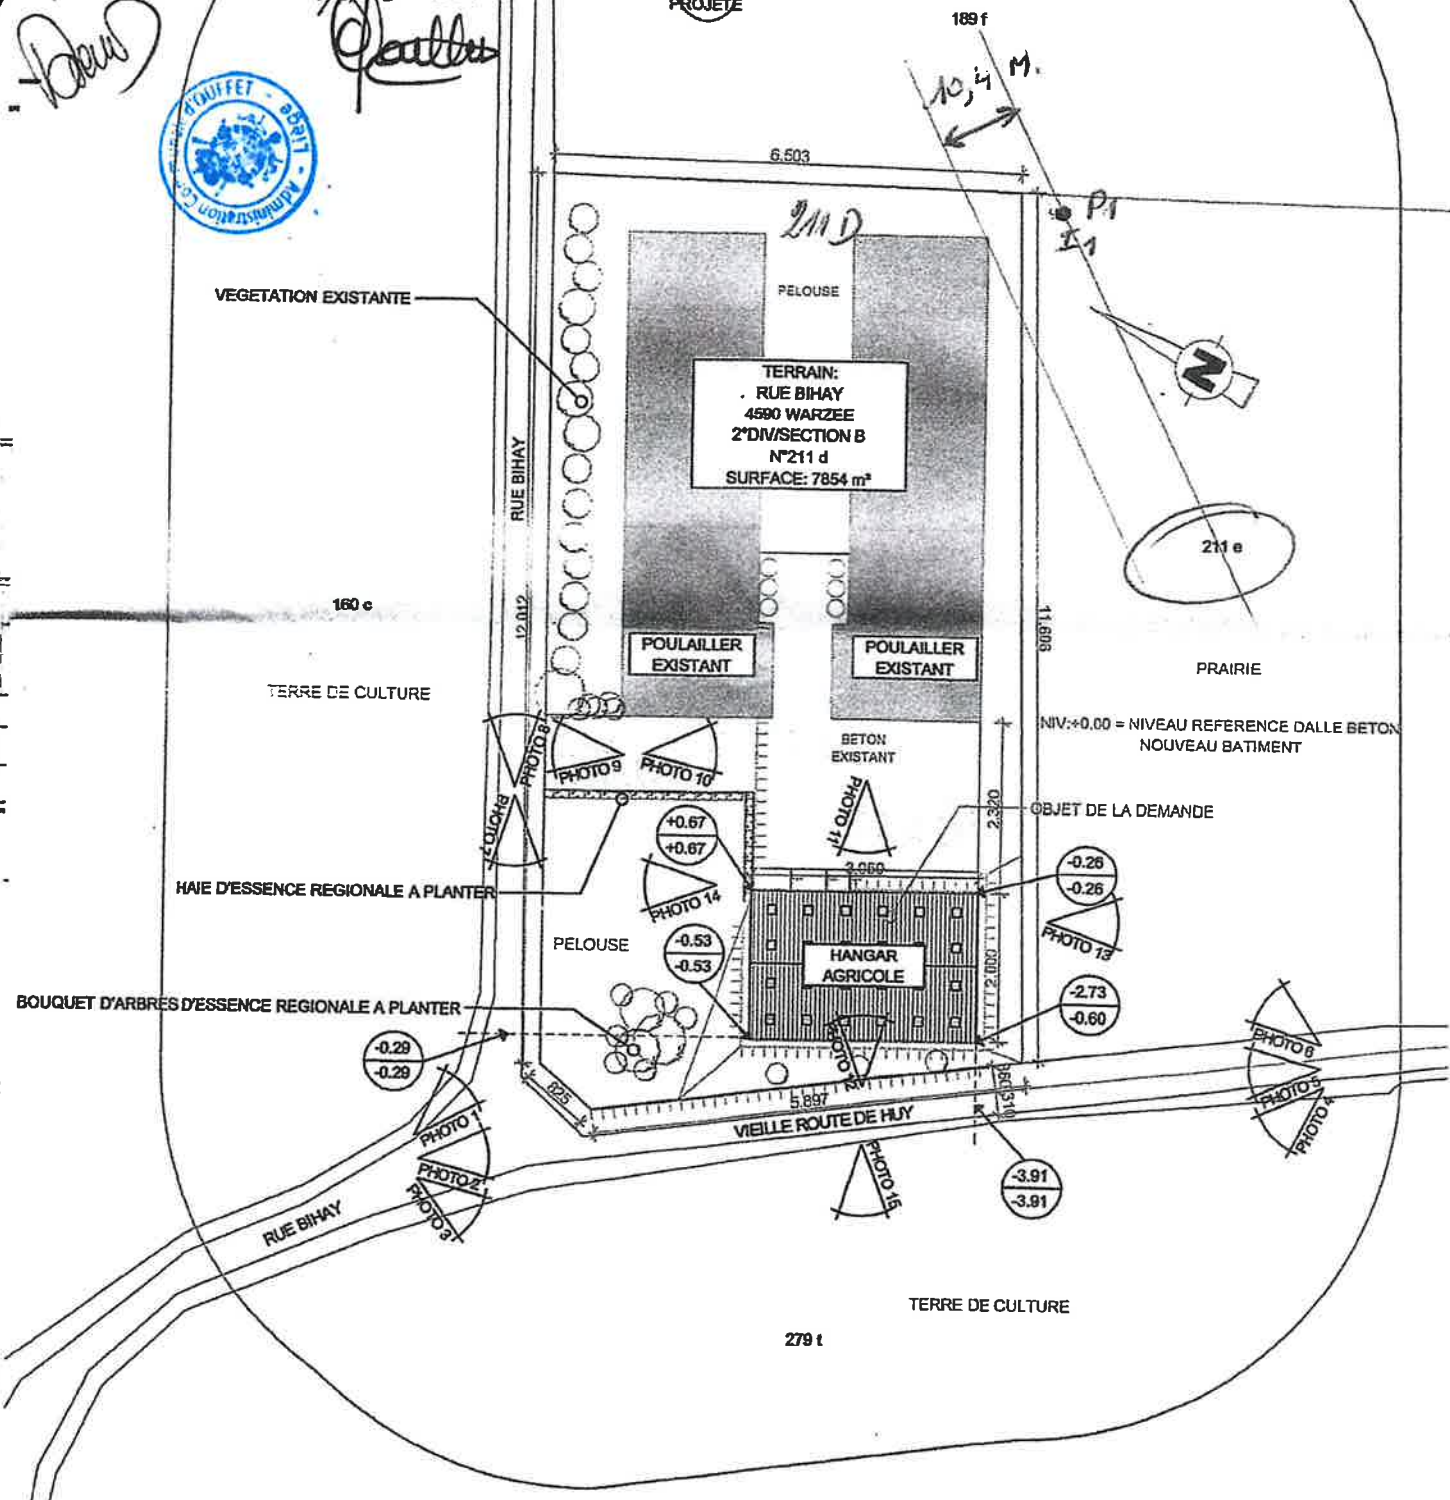 PROJETE
189 f
10,4 M.
D'OUFFET - Liège - Administration
6.503
211 D
P1
I1
VEGETATION EXISTANTE
PELOUSE
N
TERRAIN:
RUE BIHAY
4590 WARZEE
2°DIV/SECTION B
N°211 d
SURFACE: 7854 m²
RUE BIHAY
211 e
160 c
12.012
11.608
POULAILLER
EXISTANT
POULAILLER
EXISTANT
PRAIRIE
TERRE DE CULTURE
NIV:+0.00 = NIVEAU REFERENCE DALLE BETON
NOUVEAU BATIMENT
BETON
EXISTANT
PHOTO 8
PHOTO 9
PHOTO 10
PHOTO 7
PHOTO 11
2.320
OBJET DE LA DEMANDE
+0.67
+0.67
3.050
-0.26
-0.26
HAIE D'ESSENCE REGIONALE A PLANTER
PHOTO 14
PHOTO 13
PELOUSE
-0.53
-0.53
HANGAR
AGRICOLE
2.000
BOUQUET D'ARBRES D'ESSENCE REGIONALE A PLANTER
-2.73
-0.60
-0.29
-0.29
PHOTO 12
PHOTO 6
PHOTO 5
PHOTO 4
825
5.897
VIEILLE ROUTE DE HUY
PHOTO 1
PHOTO 2
PHOTO 3
PHOTO 15
-3.91
-3.91
RUE BIHAY
TERRE DE CULTURE
279 t